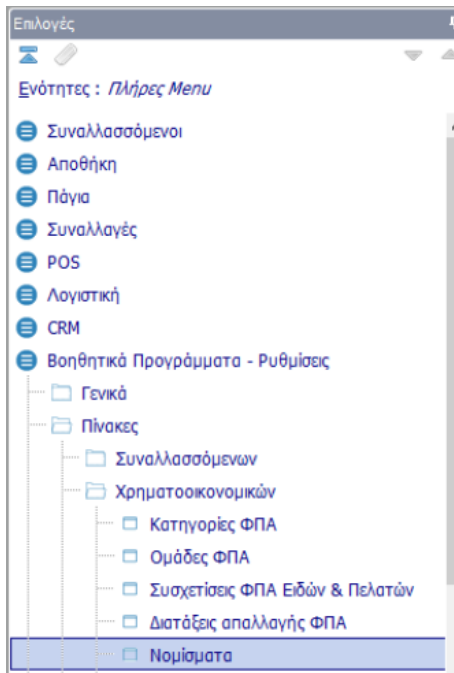 Επιλογές
Ενότητες : Πλήρες Menu
Συναλλασσόμενοι
Αποθήκη
Πάγια
Συναλλαγές
POS
Λογιστική
CRM
Βοηθητικά Προγράμματα - Ρυθμίσεις
Γενικά
Πίνακες
Συναλλασσόμενων
Χρηματοοικονομικών
Κατηγορίες ΦΠΑ
Ομάδες ΦΠΑ
Συσχετίσεις ΦΠΑ Ειδών & Πελατών
Διατάξεις απαλλαγής ΦΠΑ
Νομίσματα